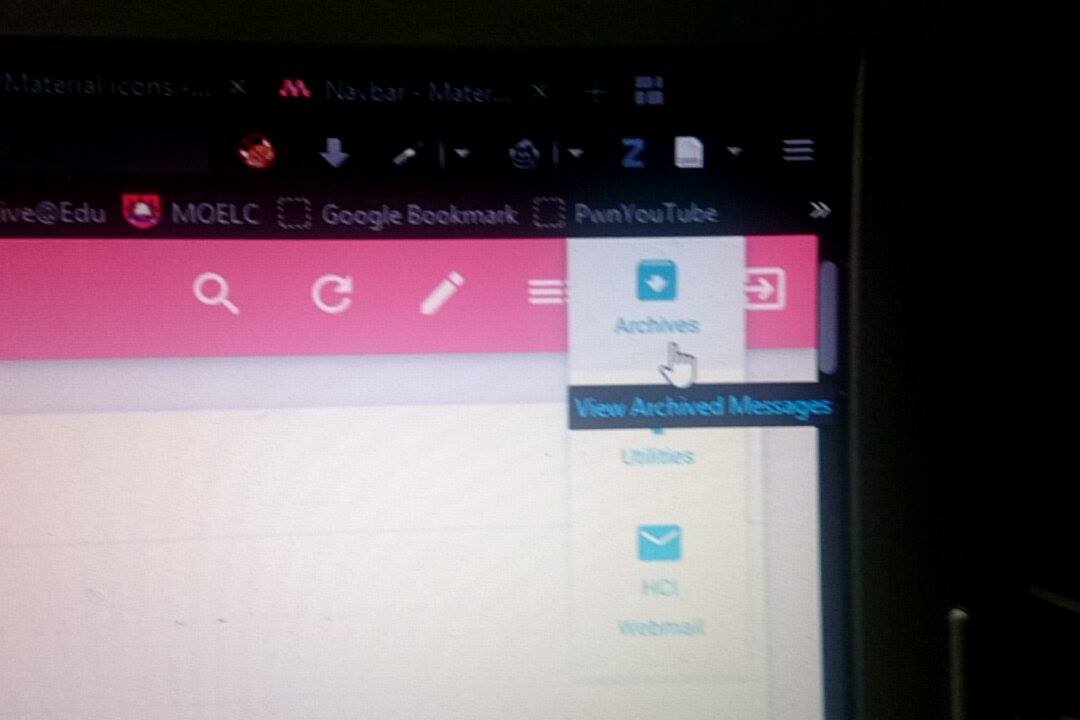 Material icons -...
Navbar - Mater...
ive@Edu MOELC Google Bookmark PwnYouTube
Archives
View Archived Messages
Utilities
HCI
Webmail